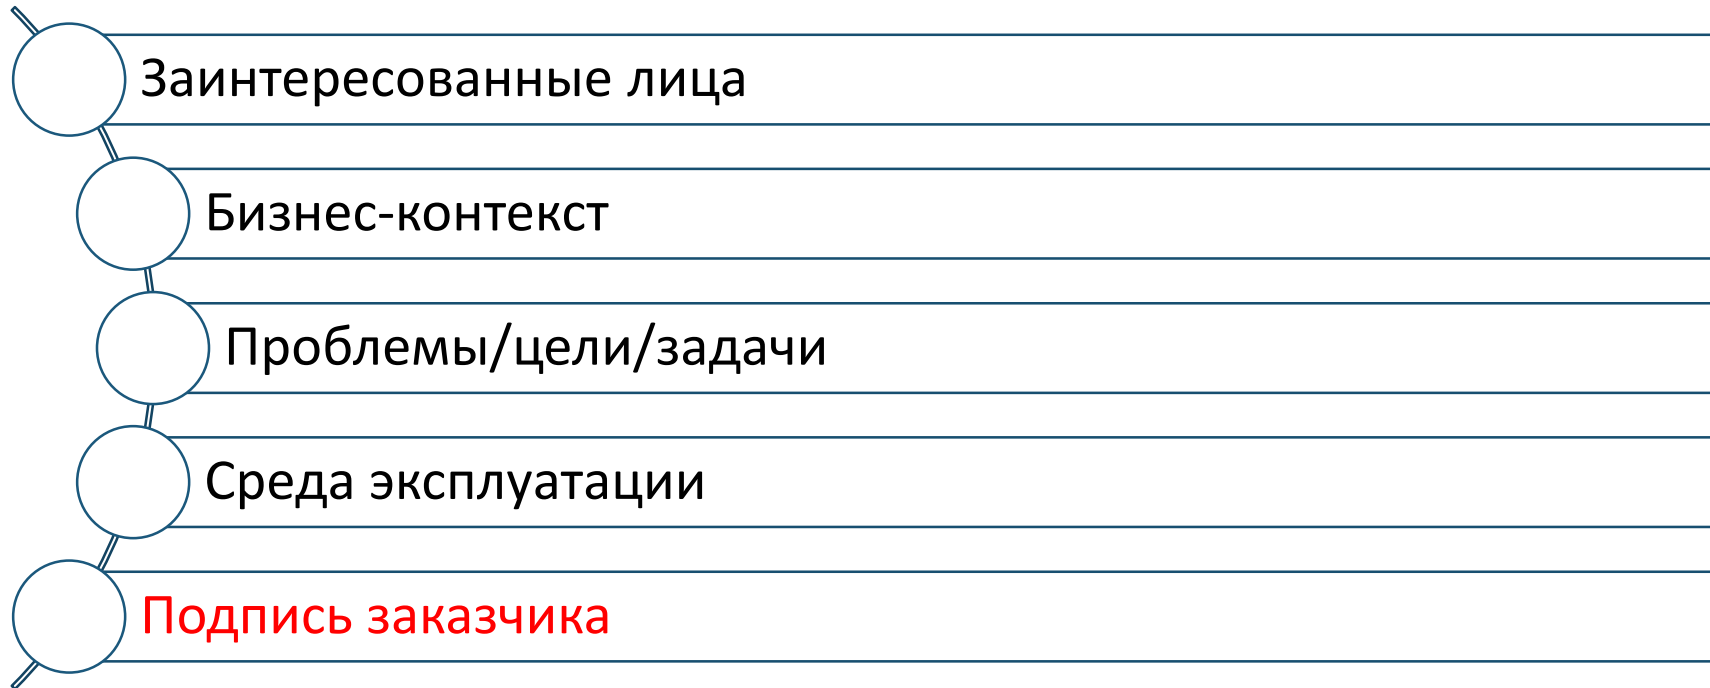 Заинтересованные лица
Бизнес-контекст
Проблемы/цели/задачи
Среда эксплуатации
Подпись заказчика